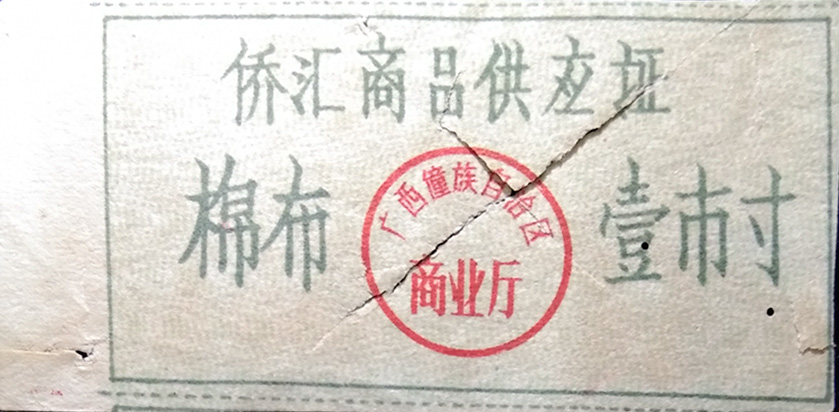 侨汇商品供应证
棉布
壹市寸
广西僮族自治区
商业厅